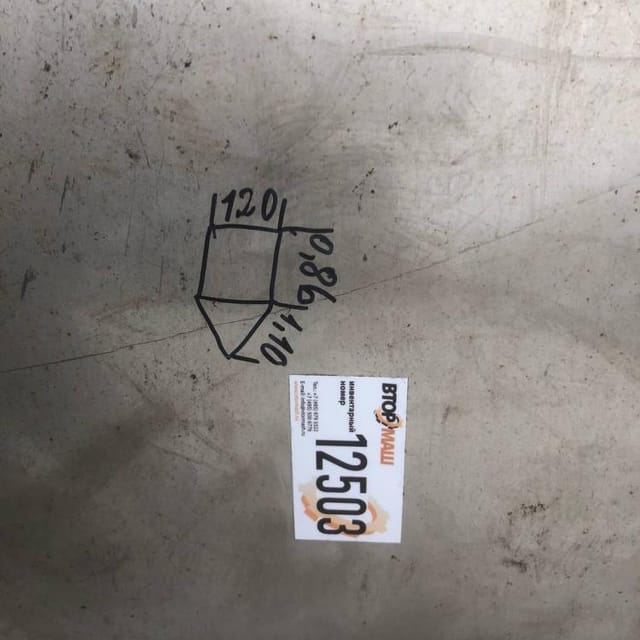 120
0,86
1,10
ВТОРМАШ
инвентарный
номер
12503